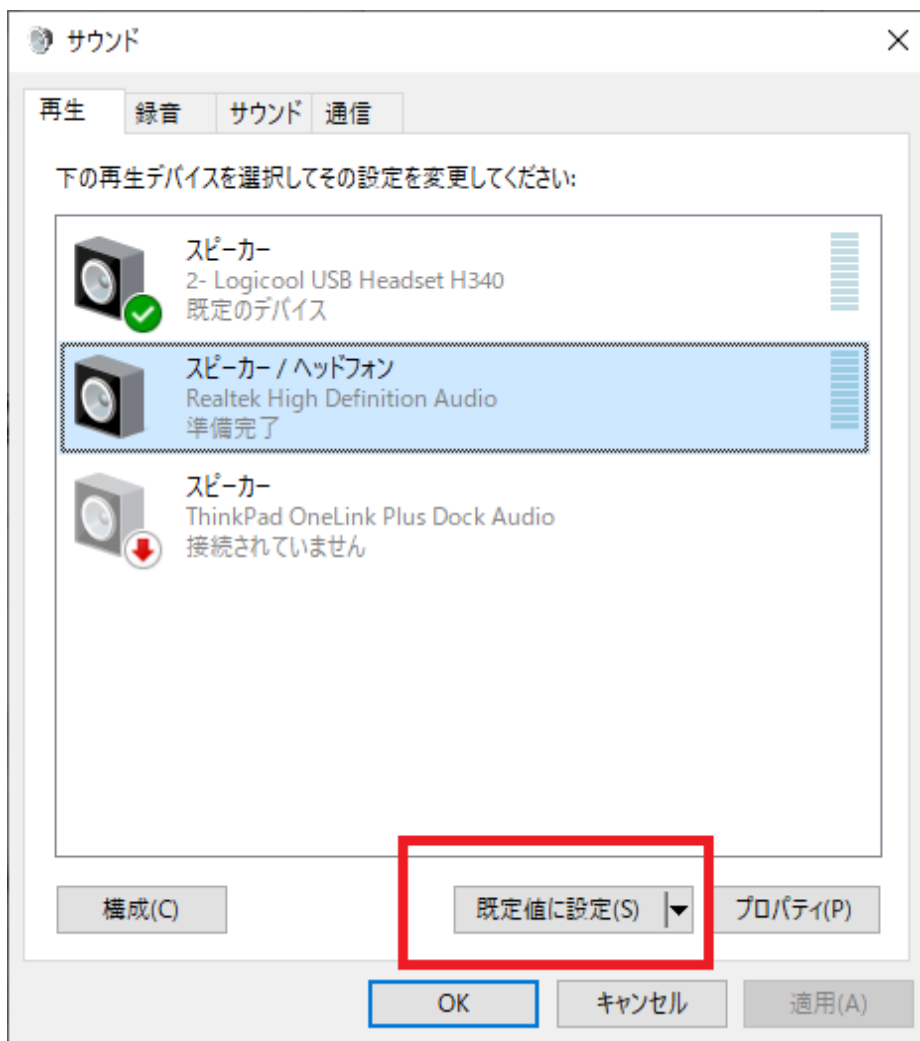 サウンド
再生 録音 サウンド 通信
下の再生デバイスを選択してその設定を変更してください:
スピーカー
2- Logicool USB Headset H340
既定のデバイス
スピーカー / ヘッドフォン
Realtek High Definition Audio
準備完了
スピーカー
ThinkPad OneLink Plus Dock Audio
接続されていません
構成(C) 既定値に設定(S) プロパティ(P)
OK キャンセル 適用(A)